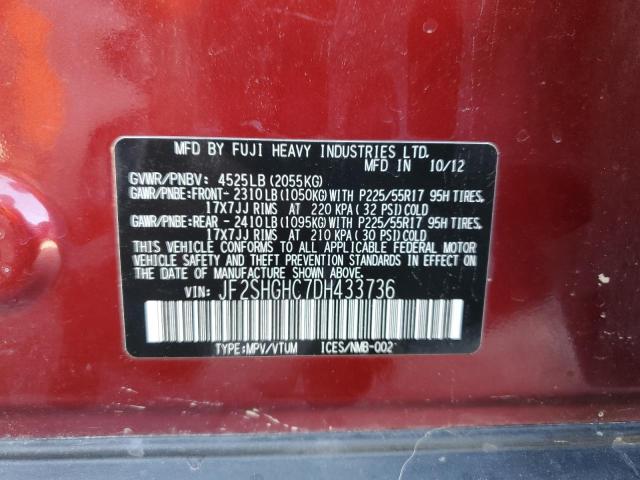 MFD BY FUJI HEAVY INDUSTRIES LTD.
MFD. IN 10/12
GVWR/PNBV: 4525LB (2055KG)
GAWR/PNBE:FRONT- 2310LB (1050KG) WITH P225/55R17 95H TIRES,
17X7JJ RIMS AT 220 KPA (32 PSI) COLD
GAWR/PNBE:REAR - 2410LB (1095KG) WITH P225/55R17 95H TIRES,
17X7JJ RIMS AT 210 KPA (30 PSI) COLD
THIS VEHICLE CONFORMS TO ALL APPLICABLE FEDERAL MOTOR
VEHICLE SAFETY, BUMPER, AND THEFT PREVENTION STANDARDS IN
EFFECT ON THE DATE OF MANUFACTURE SHOWN ABOVE.
VIN: JF2SHGHC7DH433736
TYPE:MPV/VTUM ICES/NMB-002